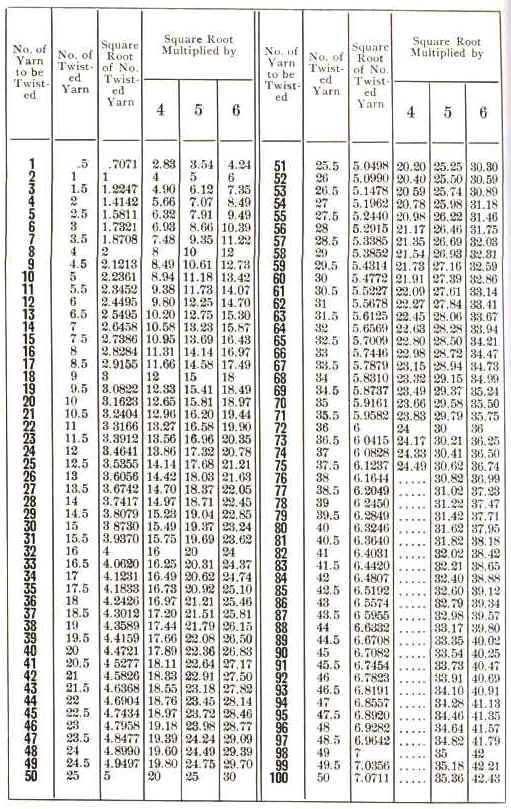 No. of
Yarn
to be
Twist-
ed
No. of
Twist-
ed
Yarn
Square
Root
of No.
Twist-
ed
Yarn
Square Root
Multiplied by
4 5 6
1 .5 .7071 2.83 3.54 4.24
2 1 1 4 5 6
3 1.5 1.2247 4.90 6.12 7.35
4 2 1.4142 5.66 7.07 8.49
5 2.5 1.5811 6.32 7.91 9.49
6 3 1.7321 6.93 8.66 10.39
7 3.5 1.8708 7.48 9.35 11.22
8 4 2 8 10 12
9 4.5 2.1213 8.49 10.61 12.73
10 5 2.2361 8.94 11.18 13.42
11 5.5 2.3452 9.38 11.73 14.07
12 6 2.4495 9.80 12.25 14.70
13 6.5 2 5495 10.20 12.75 15.30
14 7 2.6458 10.58 13.23 15.87
15 7.5 2.7386 10.95 13.69 16.43
16 8 2.8284 11.31 14.14 16.97
17 8.5 2.9155 11.66 14.58 17.49
18 9 3 12 15 18
19 9.5 3.0822 12.33 15.41 18.49
20 10 3.1623 12.65 15.81 18.97
21 10.5 3.2404 12.96 16.20 19.44
22 11 3 3166 13.27 16.58 19.90
23 11.5 3.3912 13.56 16.96 20.35
24 12 3.4641 13.86 17.32 20.78
25 12.5 3.5355 14.14 17.68 21.21
26 13 3.6056 14.42 18.03 21.63
27 13.5 3.6742 14.70 18.37 22.05
28 14 3.7417 14.97 18.71 22.45
29 14.5 3.8079 15.23 19.04 22.85
30 15 3 8730 15.49 19.37 23.24
31 15.5 3.9370 15.75 19.69 23.62
32 16 4 16 20 24
33 16.5 4.0620 16.25 20.31 24.37
34 17 4.1231 16.49 20.62 24.74
35 17.5 4.1833 16.73 20.92 25.10
36 18 4.2426 16.97 21.21 25.46
37 18.5 4.3012 17.20 21.51 25.81
38 19 4.3589 17.44 21.79 26.15
39 19.5 4.4159 17.66 22.08 26.50
40 20 4.4721 17.89 22.36 26.83
41 20.5 4 5277 18.11 22.64 27.17
42 21 4.5826 18.33 22.91 27.50
43 21.5 4.6368 18.55 23.18 27.82
44 22 4.6904 18.76 23.45 28.14
45 22.5 4.7434 18.97 23.72 28.46
46 23 4.7958 19.18 23.98 28.77
47 23.5 4.8477 19.39 24.24 29.09
48 24 4.8990 19.60 24.49 29.39
49 24.5 4.9497 19.80 24.75 29.70
50 25 5 20 25 30
No. of
Yarn
to be
Twist-
ed
No. of
Twist-
ed
Yarn
Square
Root
of No.
Twist-
ed
Yarn
Square Root
Multiplied by
4 5 6
51 25.5 5.0498 20.20 25.25 30.30
52 26 5.0990 20.40 25.50 30.59
53 26.5 5.1478 20 59 25.74 30.89
54 27 5.1962 20.78 25.98 31.18
55 27.5 5.2440 20.98 26.22 31.46
56 28 5.2915 21.17 26.46 31.75
57 28.5 5.3385 21.35 26.69 32.03
58 29 5.3852 21.54 26.93 32.31
59 29.5 5.4314 21.73 27.16 32.59
60 30 5.4772 21.91 27.39 32.86
61 30.5 5.5227 22.09 27.61 33.14
62 31 5.5678 22.27 27.84 33.41
63 31.5 5.6125 22.45 28.06 33.67
64 32 5.6569 22.63 28.28 33.94
65 32.5 5.7009 22.80 28.50 34.21
66 33 5.7446 22.98 28.72 34.47
67 33.5 5.7879 23.15 28.94 34.73
68 34 5.8310 23.32 29.15 34.99
69 34.5 5.8737 23.49 29.37 35.24
70 35 5.9161 23.66 29.58 35.50
71 35.5 5.9582 23.83 29.79 35.75
72 36 6 24 30 36
73 36.5 6 0415 24.17 30.21 36.25
74 37 6 0828 24.33 30.41 36.50
75 37.5 6.1237 24.49 30.62 36.74
76 38 6.1644 ..... 30.82 36.99
77 38.5 6.2049 ..... 31.02 37.23
78 39 6 2450 ..... 31.22 37.47
79 39.5 6.2849 ..... 31.42 37.71
80 40 6.3246 ..... 31.62 37.95
81 40.5 6.3640 ..... 31.82 38.18
82 41 6.4031 ..... 32.02 38.42
83 41.5 6.4420 ..... 32.21 38.65
84 42 6.4807 ..... 32.40 38.88
85 42.5 6.5192 ..... 32.60 39.12
86 43 6 5574 ..... 32.79 39.34
87 43.5 6 5955 ..... 32.98 39.57
88 44 6.6332 ..... 33.17 39.80
89 44.5 6.6708 ..... 33.35 40.02
90 45 6.7082 ..... 33.54 40.25
91 45.5 6.7454 ..... 33.73 40.47
92 46 6.7823 ..... 33.91 40.69
93 46.5 6.8191 ..... 34.10 40.91
94 47 6.8557 ..... 34.28 41.13
95 47.5 6.8920 ..... 34.46 41.35
96 48 6.9282 ..... 34.64 41.57
97 48.5 6.9642 ..... 34.82 41.79
98 49 7 ..... 35 42
99 49.5 7.0356 ..... 35.18 42.21
100 50 7.0711 ..... 35.36 42.43